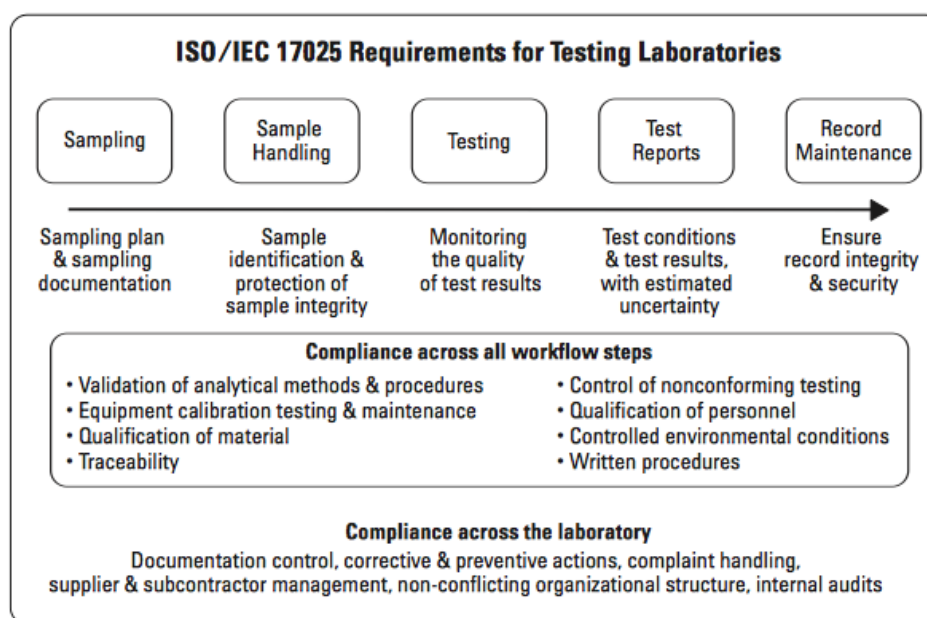 ISO/IEC 17025 Requirements for Testing Laboratories
Sampling
Sample
Handling
Testing
Test
Reports
Record
Maintenance
Sampling plan
& sampling
documentation
Sample
identification &
protection of
sample integrity
Monitoring
the quality
of test results
Test conditions
& test results,
with estimated
uncertainty
Ensure
record integrity
& security
Compliance across all workflow steps
• Validation of analytical methods & procedures
• Equipment calibration testing & maintenance
• Qualification of material
• Traceability
• Control of nonconforming testing
• Qualification of personnel
• Controlled environmental conditions
• Written procedures
Compliance across the laboratory
Documentation control, corrective & preventive actions, complaint handling,
supplier & subcontractor management, non-conflicting organizational structure, internal audits